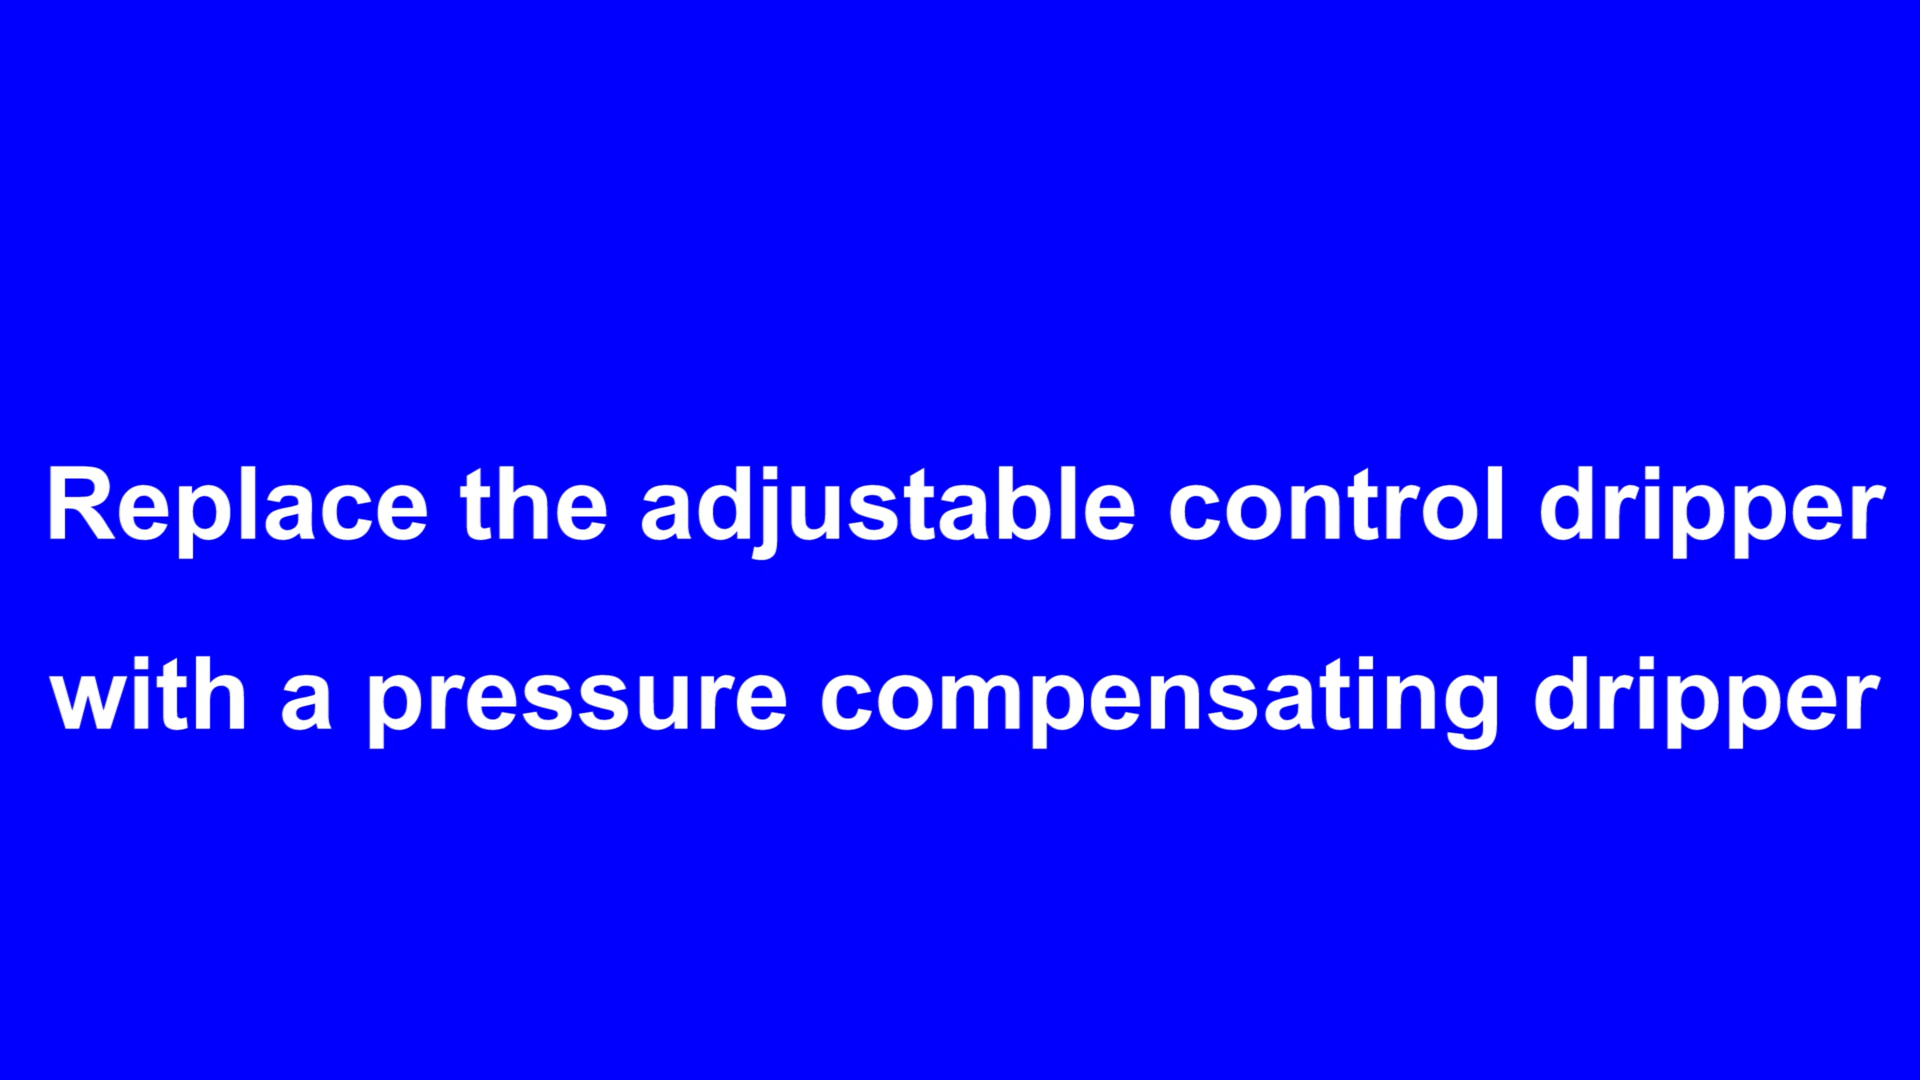 Replace the adjustable control dripper
with a pressure compensating dripper